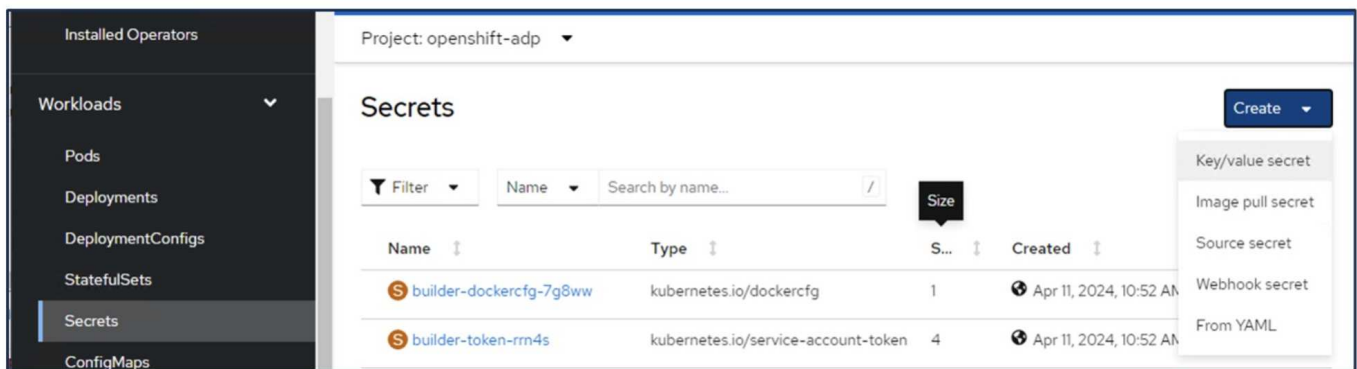 Installed Operators
Project: openshift-adp
Workloads
Secrets
Create
Pods
Key/value secret
Filter
Name
Search by name...
/
Size
Image pull secret
Deployments
DeploymentConfigs
Name
Type
S...
Created
Source secret
StatefulSets
S builder-dockercfg-7g8ww
kubernetes.io/dockercfg
1
Apr 11, 2024, 10:52 AM
Webhook secret
Secrets
From YAML
S builder-token-rrn4s
kubernetes.io/service-account-token
4
Apr 11, 2024, 10:52 AM
ConfigMaps